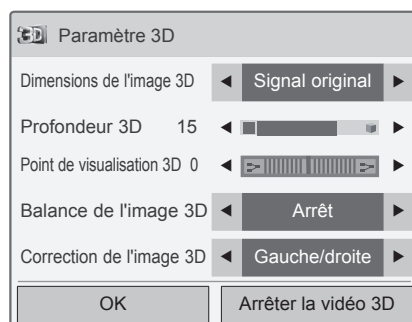 3D Paramètre 3D
Dimensions de l'image 3D ◄ Signal original ►
Profondeur 3D 15 ◄ ►
Point de visualisation 3D 0 ◄ ►
Balance de l'image 3D ◄ Arrêt ►
Correction de l'image 3D ◄ Gauche/droite ►
OK Arrêter la vidéo 3D